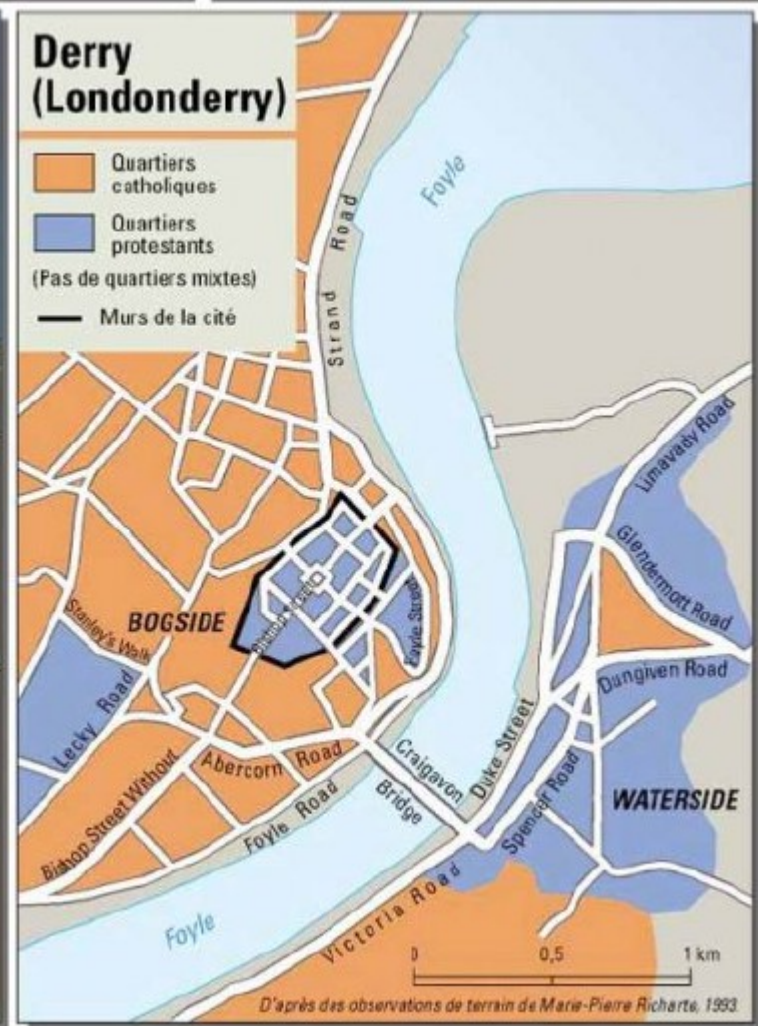 Derry
(Londonderry)
Quartiers
catholiques
Quartiers
protestants
(Pas de quartiers mixtes)
Murs de la cité
Foyle
Strand Road
Limavady Road
Glendermott Road
Stanley's Walk
BOGSIDE
Bishop Street
Foyle Street
Dungiven Road
Lecky Road
Abercorn Road
Craigavon
Bridge
Duke Street
WATERSIDE
Bishop Street Without
Foyle Road
Spencer Road
Foyle
Victoria Road
0 0,5 1 km
D'après des observations de terrain de Marie-Pierre Richarte, 1993.